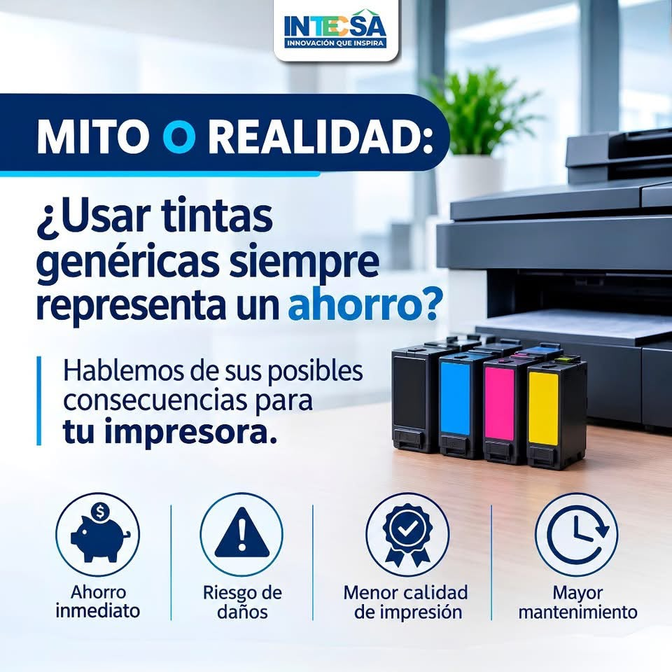 INTECSA
INNOVACIÓN QUE INSPIRA
MITO O REALIDAD:
¿Usar tintas
genéricas siempre
representa un ahorro?
Hablemos de sus posibles
consecuencias para
tu impresora.
$
Ahorro
inmediato
Riesgo de
daños
Menor calidad
de impresión
Mayor
mantenimiento